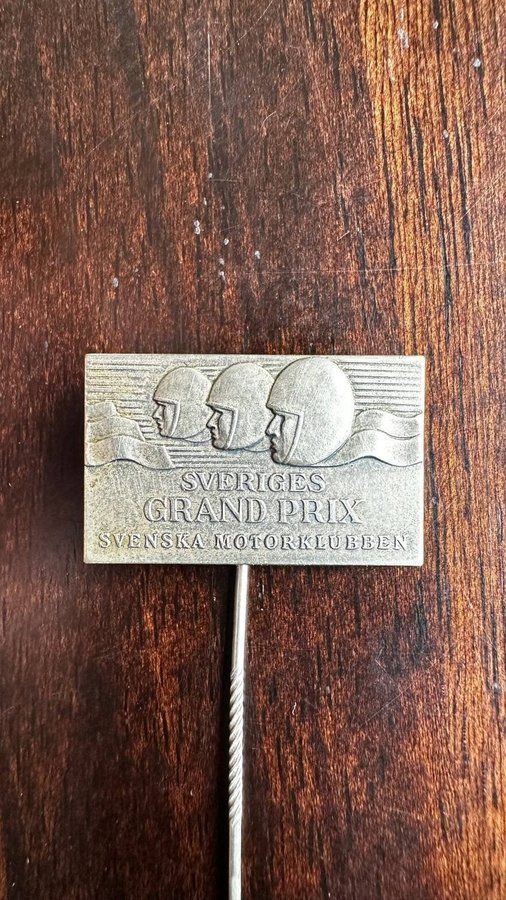 SVERIGES
GRAND PRIX
SVENSKA MOTORKLUBBEN